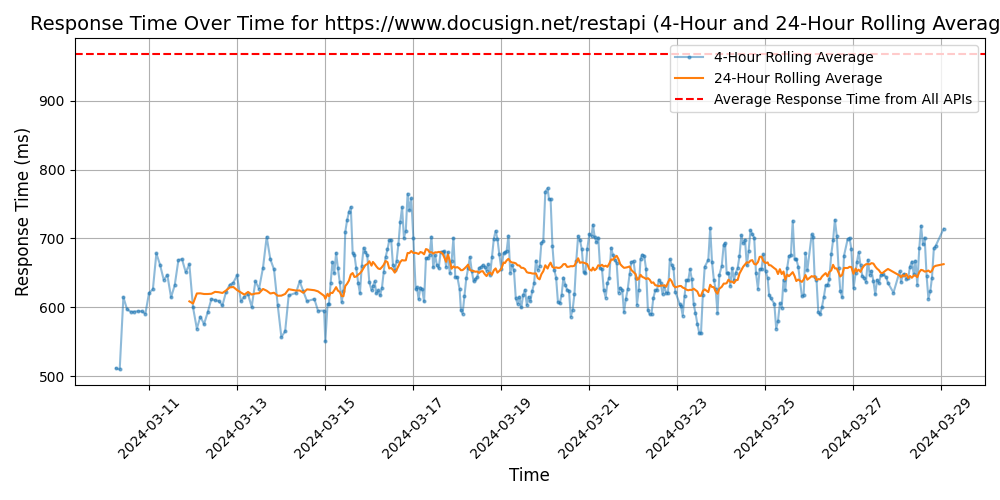 Response Time Over Time for https://www.docusign.net/restapi (4-Hour and 24-Hour Rolling Averag
4-Hour Rolling Average
24-Hour Rolling Average
Average Response Time from All APIs
Response Time (ms)
900
800
700
600
500
2024-03-11
2024-03-13
2024-03-15
2024-03-17
2024-03-19
2024-03-21
2024-03-23
2024-03-25
2024-03-27
2024-03-29
Time